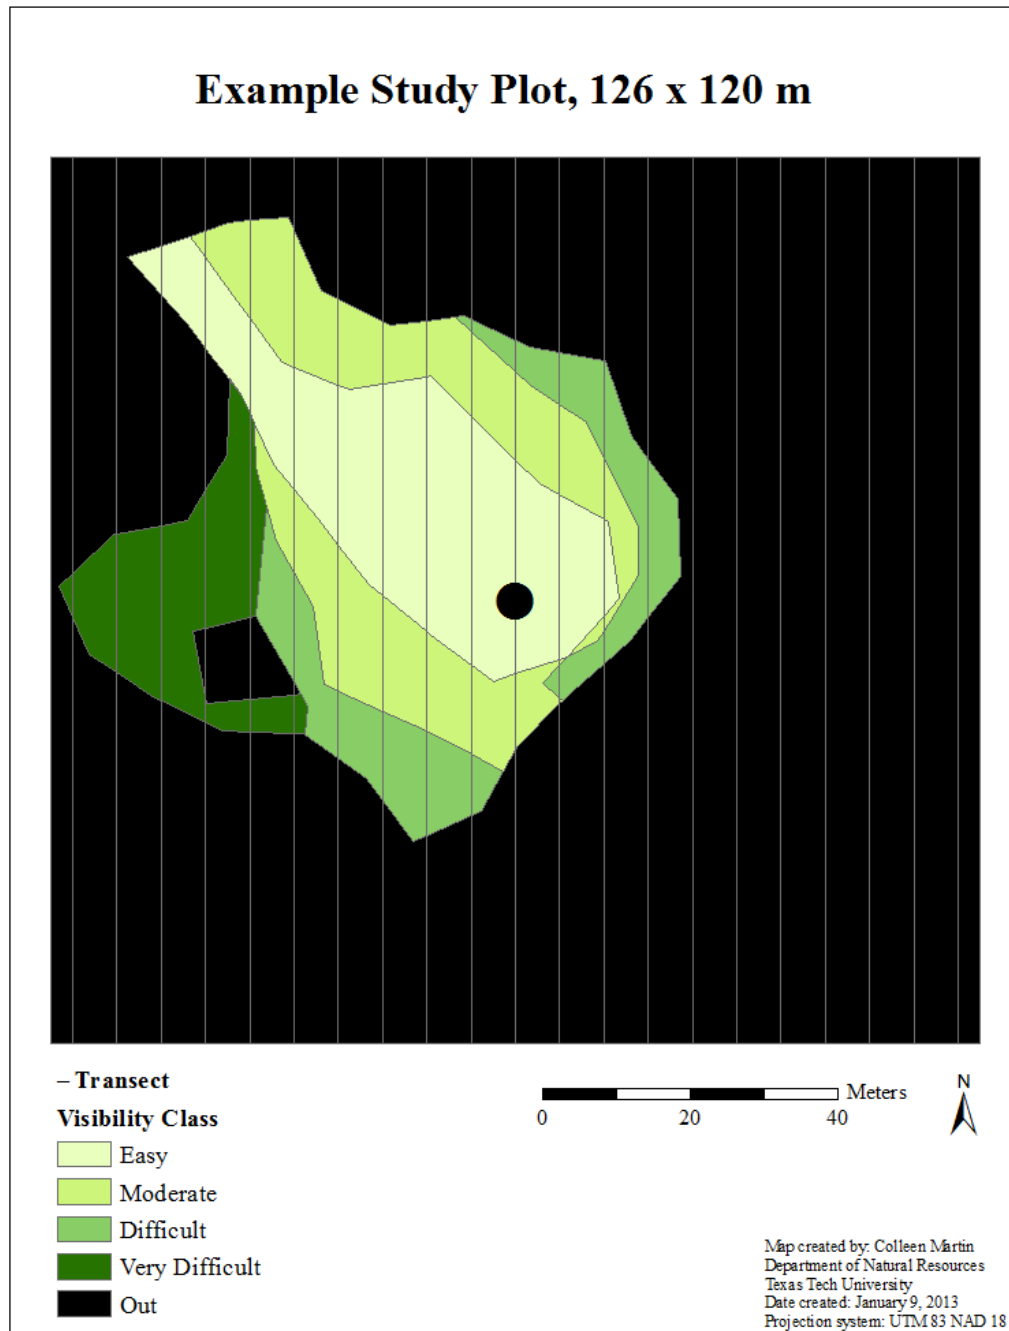 Example Study Plot, 126 x 120 m
– Transect
Visibility Class
Easy
Moderate
Difficult
Very Difficult
Out
Meters
0 20 40
N
Map created by: Colleen Martin
Department of Natural Resources
Texas Tech University
Date created: January 9, 2013
Projection system: UTM 83 NAD 18